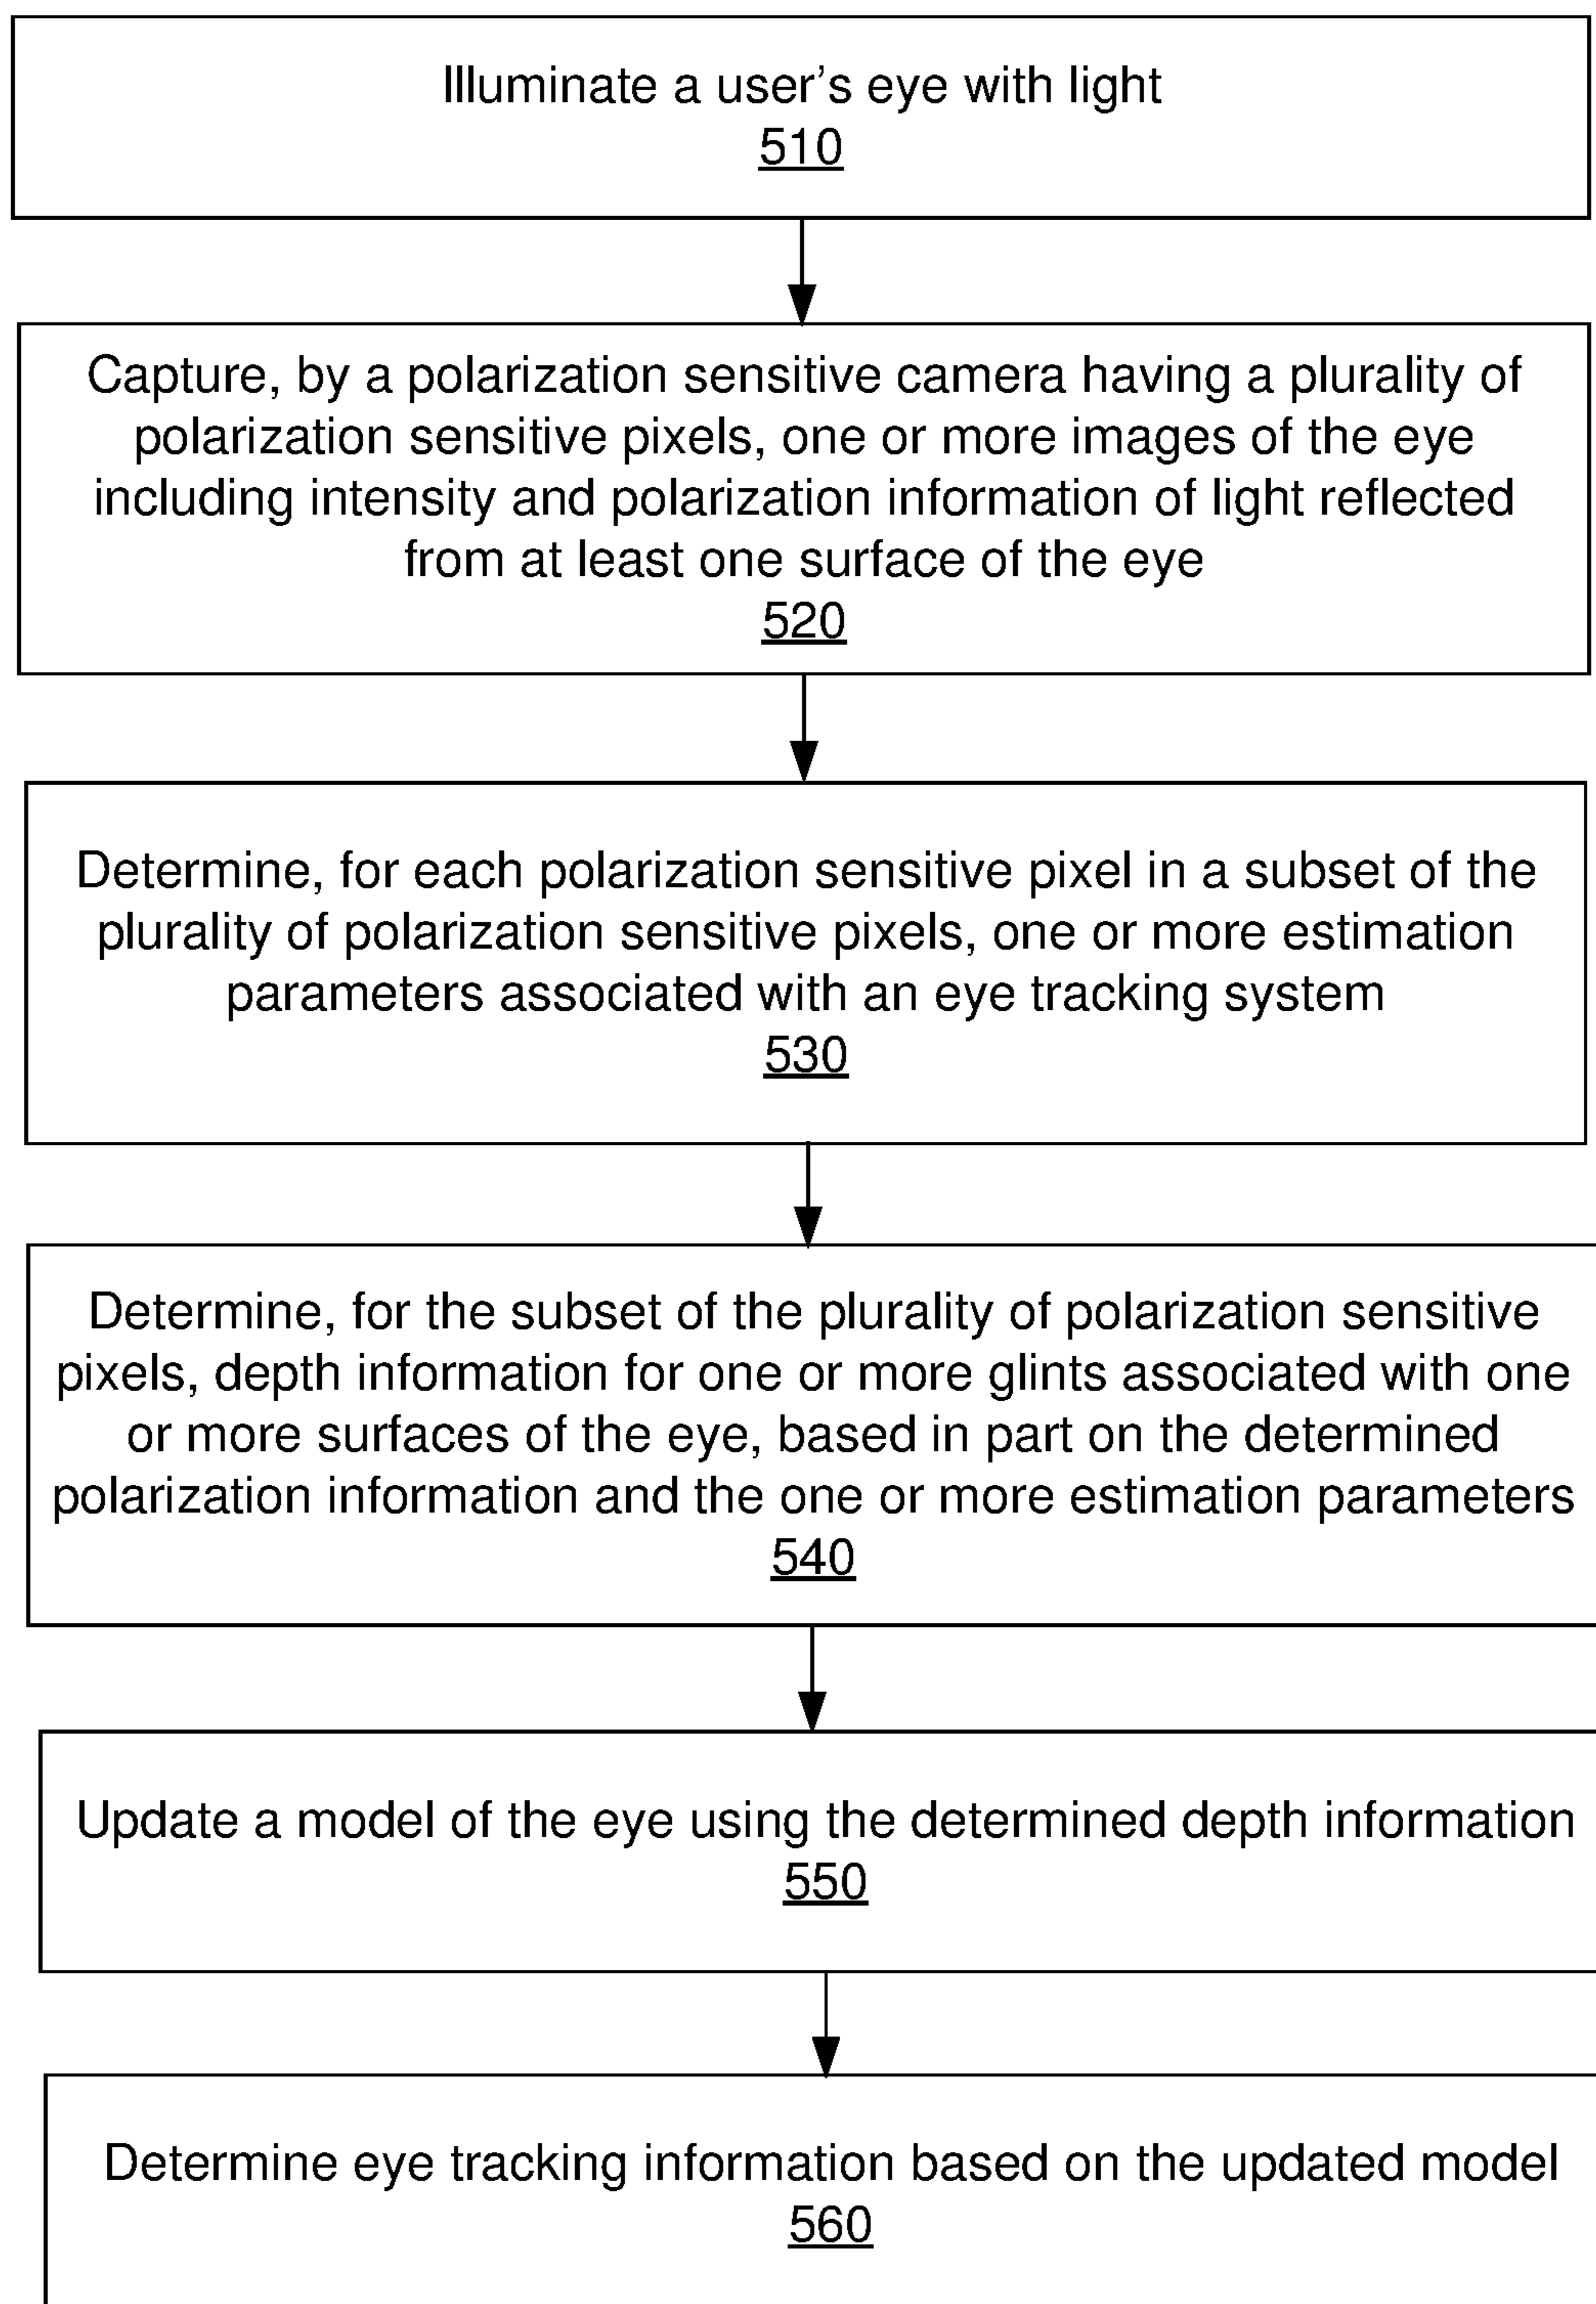 Illuminate a user’s eye with light
510
Capture, by a polarization sensitive camera having a plurality of
polarization sensitive pixels, one or more images of the eye
including intensity and polarization information of light reflected
from at least one surface of the eye
520
Determine, for each polarization sensitive pixel in a subset of the
plurality of polarization sensitive pixels, one or more estimation
parameters associated with an eye tracking system
530
Determine, for the subset of the plurality of polarization sensitive
pixels, depth information for one or more glints associated with one
or more surfaces of the eye, based in part on the determined
polarization information and the one or more estimation parameters
540
Update a model of the eye using the determined depth information
550
Determine eye tracking information based on the updated model
560